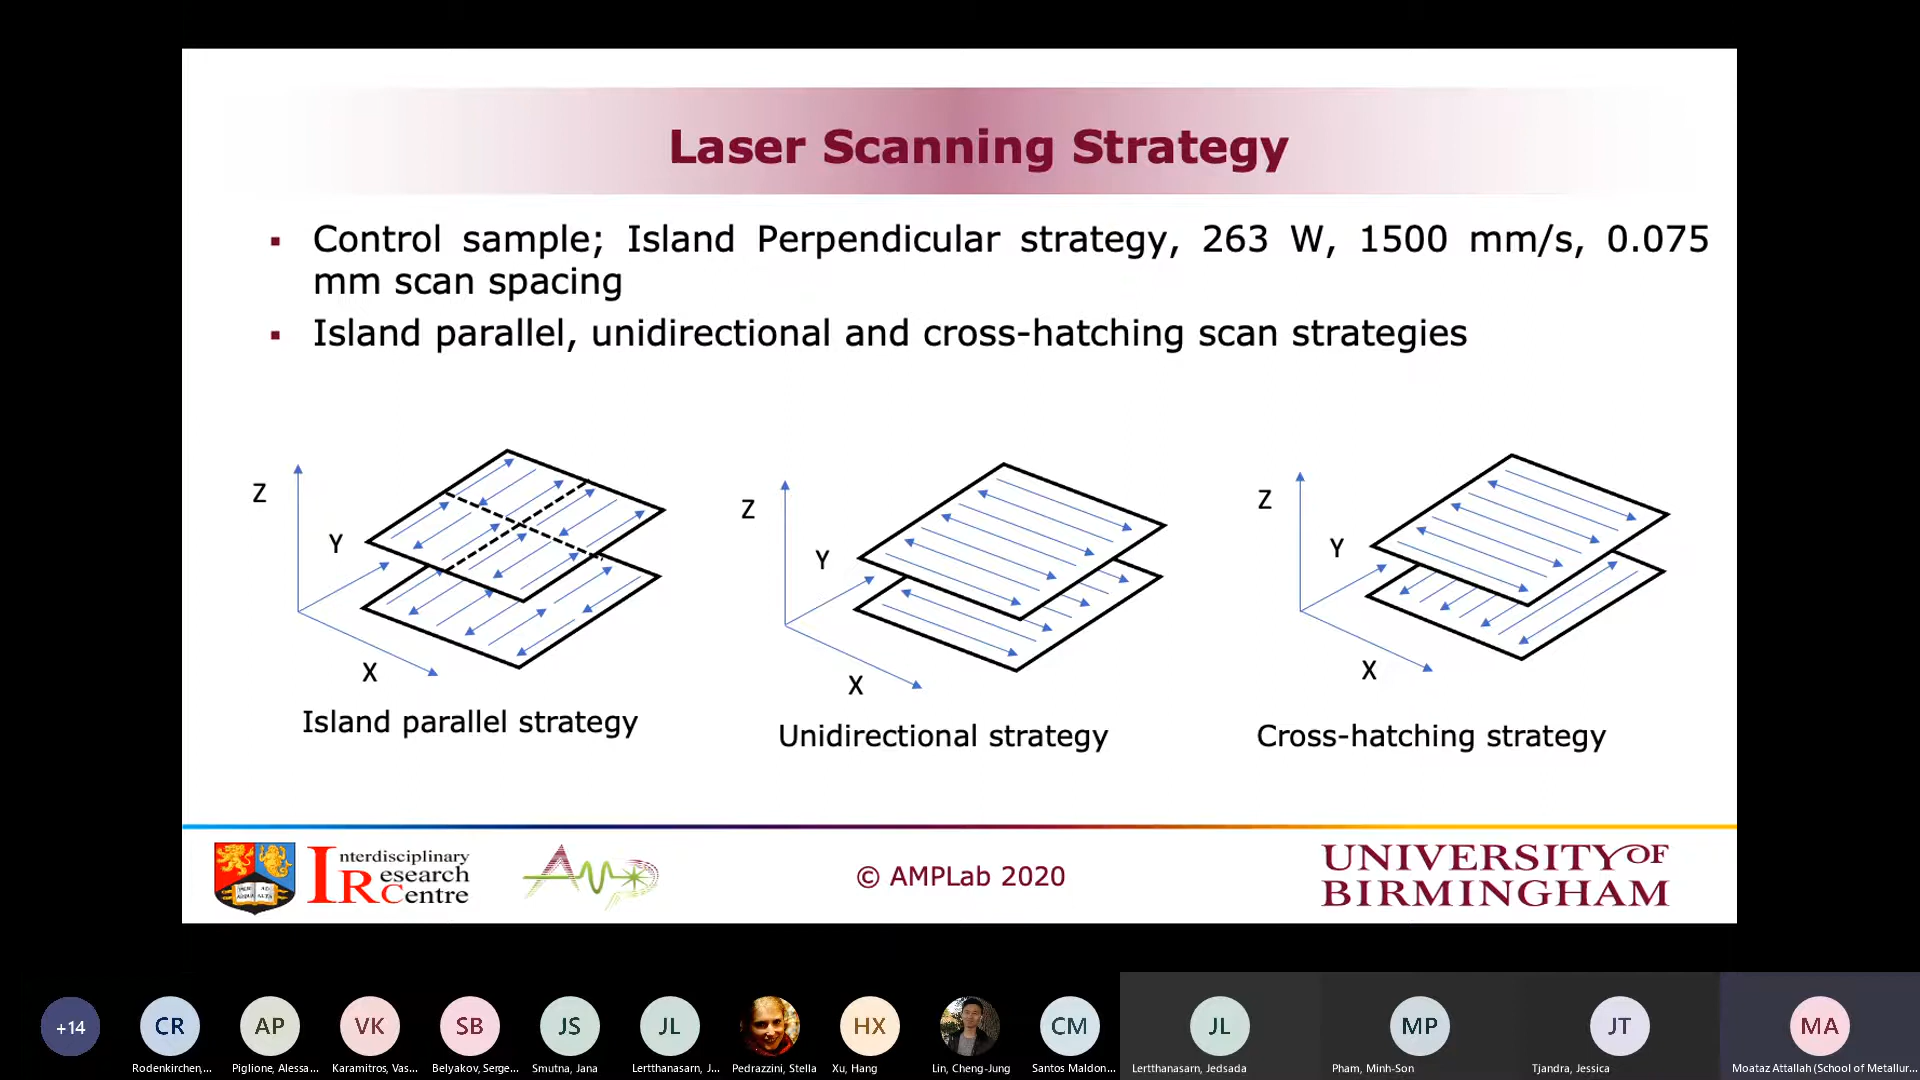 Laser Scanning Strategy
▪ Control sample; Island Perpendicular strategy, 263 W, 1500 mm/s, 0.075
mm scan spacing
▪ Island parallel, unidirectional and cross-hatching scan strategies
Z
Y
X
Island parallel strategy
Z
Y
X
Unidirectional strategy
Z
Y
X
Cross-hatching strategy
Interdisciplinary
Research
Centre
AMP
© AMPLab 2020
UNIVERSITY OF
BIRMINGHAM
+14
CR
AP
VK
SB
JS
JL
HX
CM
JL
MP
JT
MA
Rodenkirchen,...
Piglione, Alessa...
Karamitros, Vas...
Belyakov, Serge...
Smutna, Jana
Lertthanasarn, J...
Pedrazzini, Stella
Xu, Hang
Lin, Cheng-Jung
Santos Maldon...
Lertthanasarn, Jedsada
Pham, Minh-Son
Tjandra, Jessica
Moataz Attallah (School of Metallur...